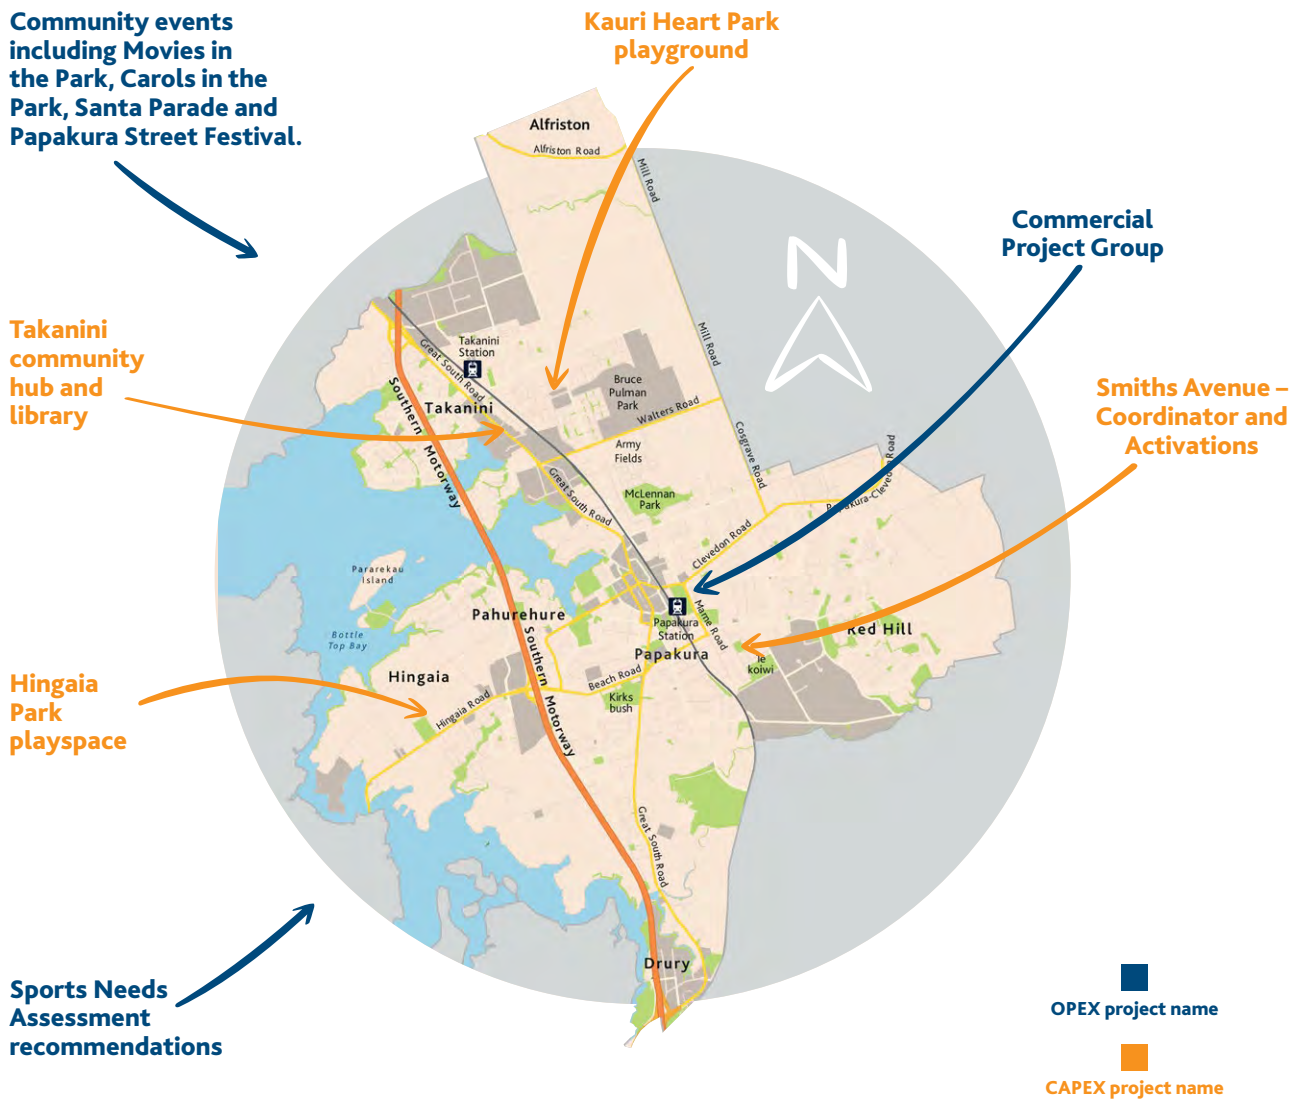 Community events
including Movies in
the Park, Carols in the
Park, Santa Parade and
Papakura Street Festival.
Kauri Heart Park
playground
Alfriston
Alfriston Road
Mill Road
Commercial
Project Group
N
Takanini
community
hub and
library
Takanini
Station
Great South Road
Mill Road
Southern Motorway
Takanini
Bruce
Pulman
Park
Walters Road
Smiths Avenue –
Coordinator and
Activations
Army
Fields
Cosgrave Road
Great South Road
McLennan
Park
Papakura-Clevedon Road
Clevedon Road
Pararekau
Island
Pahurehure
Marne Road
Papakura
Station
Red Hill
Bottle
Top Bay
Southern Motorway
Papakura
Te
koiwi
Hingaia
Hingaia
Park
playspace
Hingaia Road
Beach Road
Kirks
bush
Great South Road
Drury
Sports Needs
Assessment
recommendations
OPEX project name
CAPEX project name